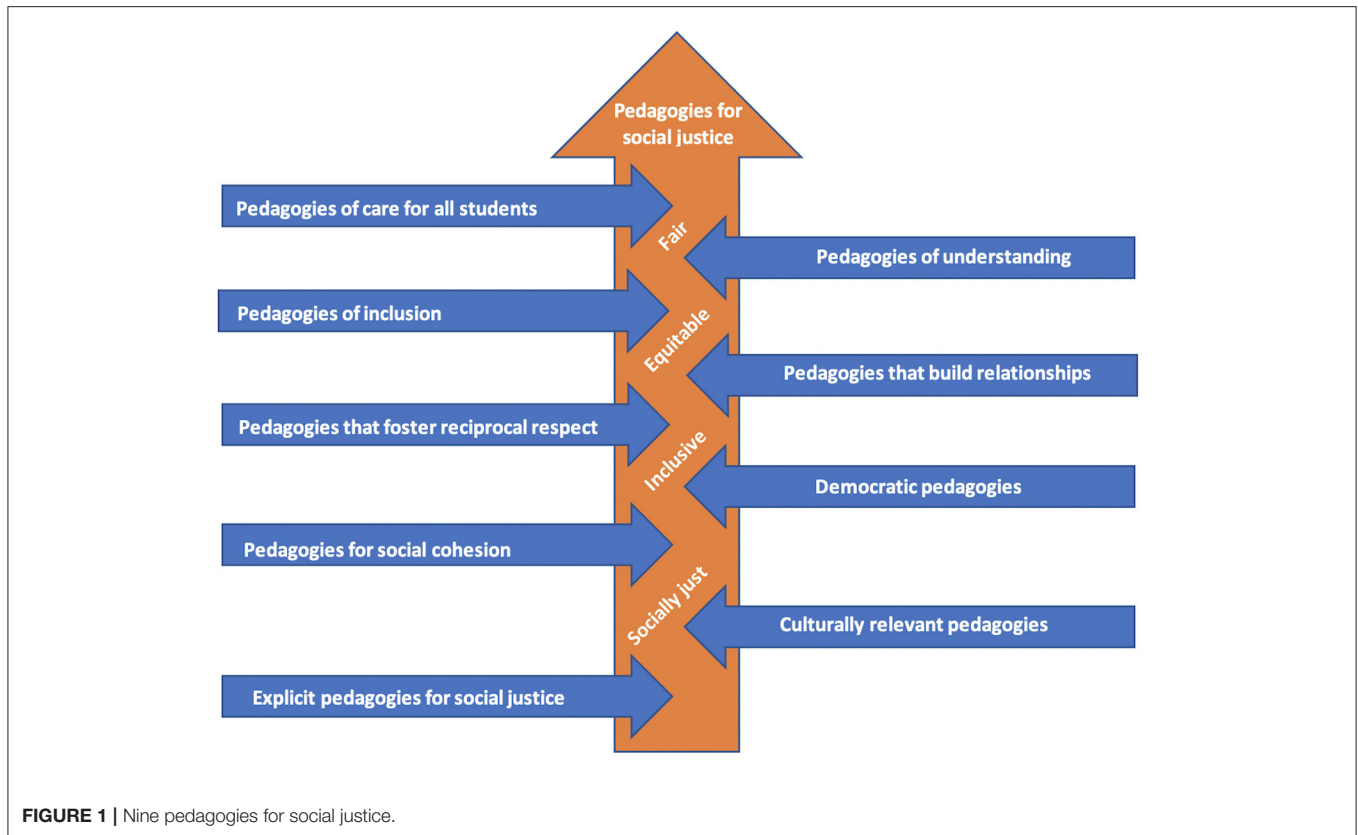 Pedagogies for
social justice
Pedagogies of care for all students
Fair
Pedagogies of understanding
Pedagogies of inclusion
Equitable
Pedagogies that build relationships
Pedagogies that foster reciprocal respect
Inclusive
Democratic pedagogies
Pedagogies for social cohesion
Socially just
Culturally relevant pedagogies
Explicit pedagogies for social justice
FIGURE 1 | Nine pedagogies for social justice.